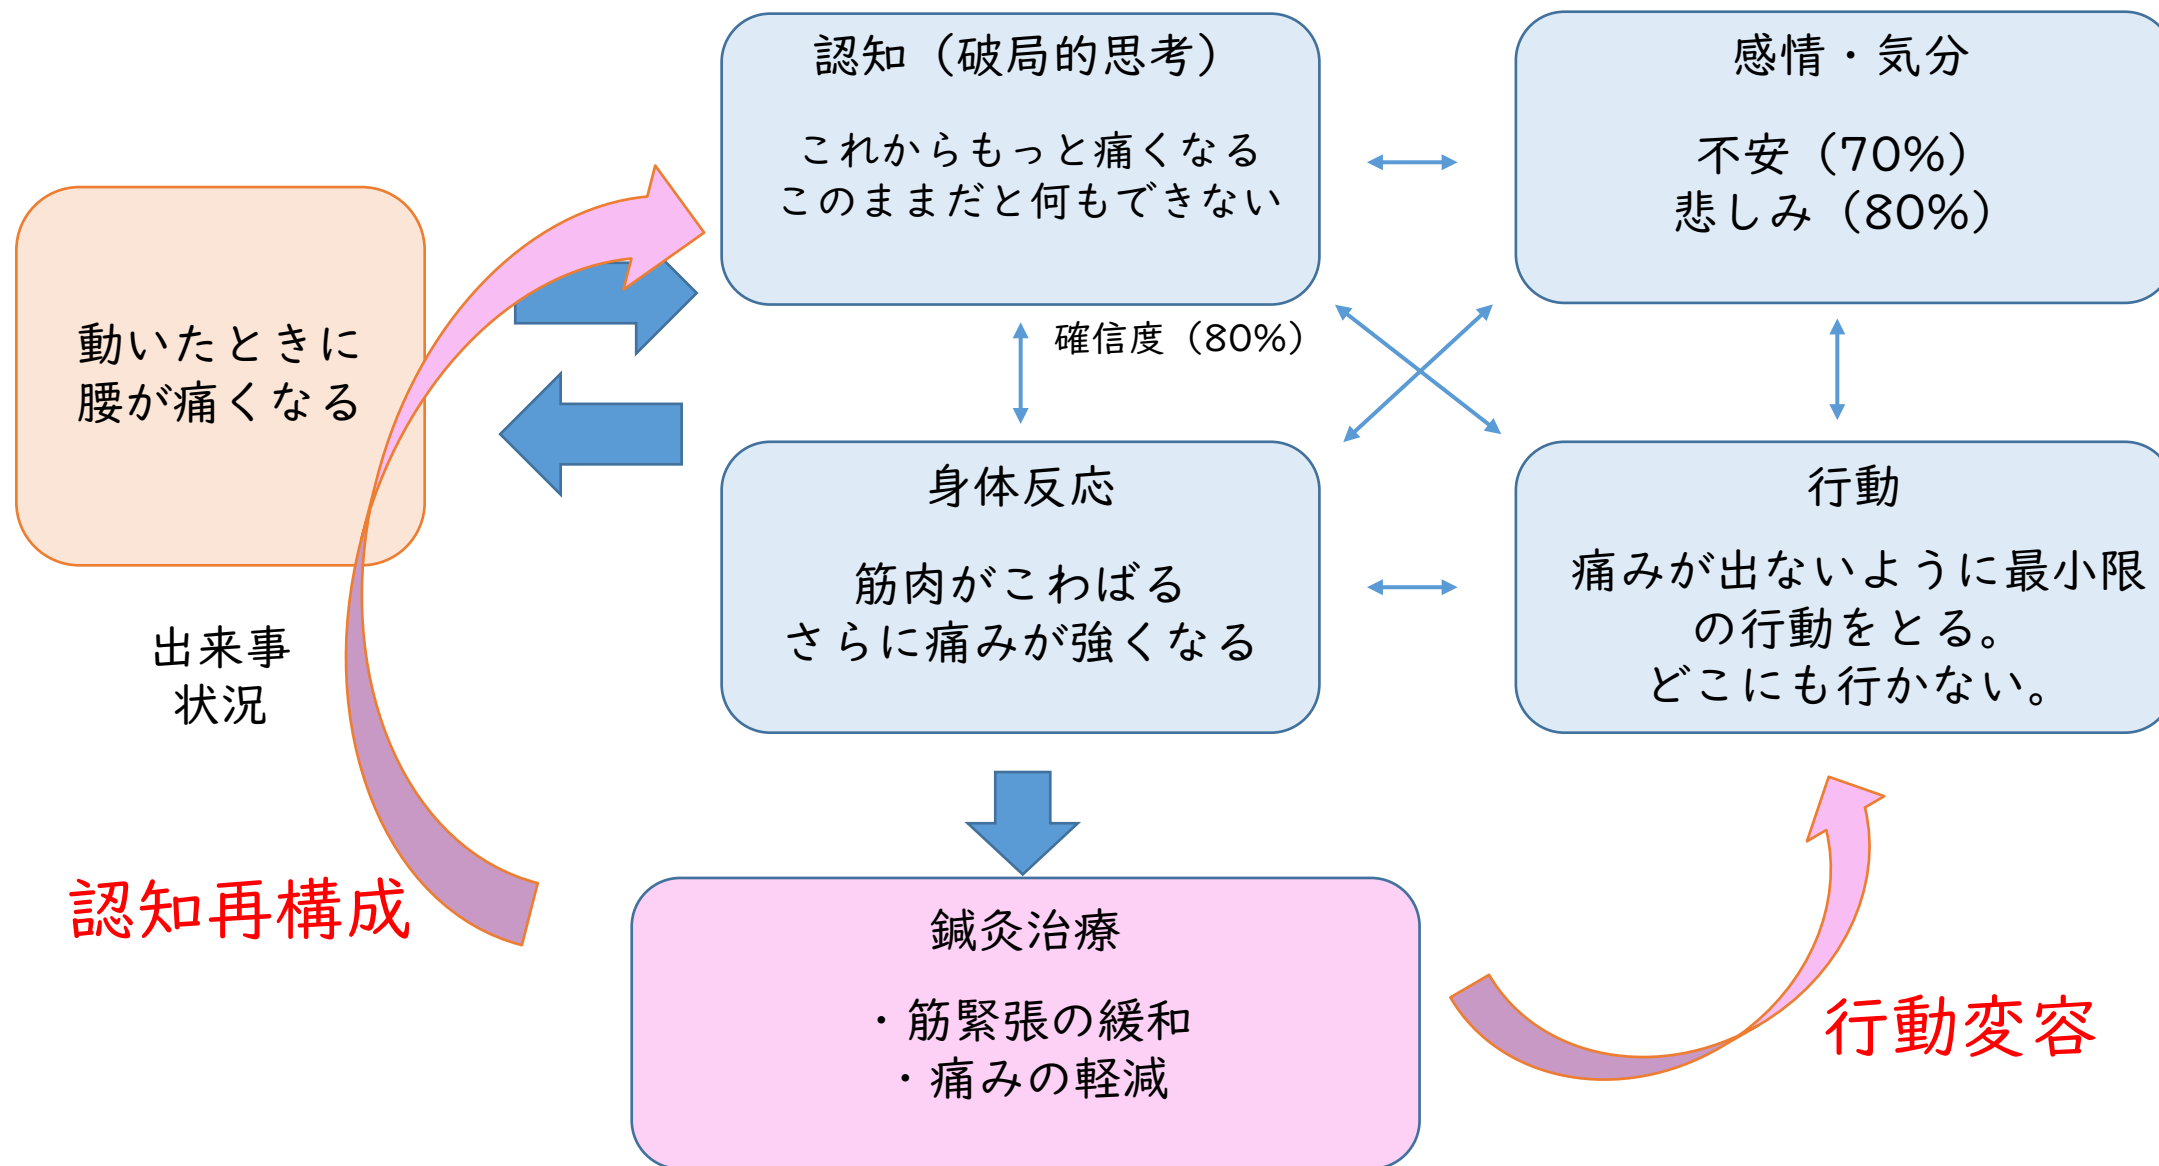 認知（破局的思考）
これからもっと痛くなる
このままだと何もできない
感情・気分
不安（70%）
悲しみ（80%）
動いたときに
腰が痛くなる
確信度（80%）
身体反応
筋肉がこわばる
さらに痛みが強くなる
行動
痛みが出ないように最小限
の行動をとる。
どこにも行かない。
出来事
状況
認知再構成
鍼灸治療
・筋緊張の緩和
・痛みの軽減
行動変容